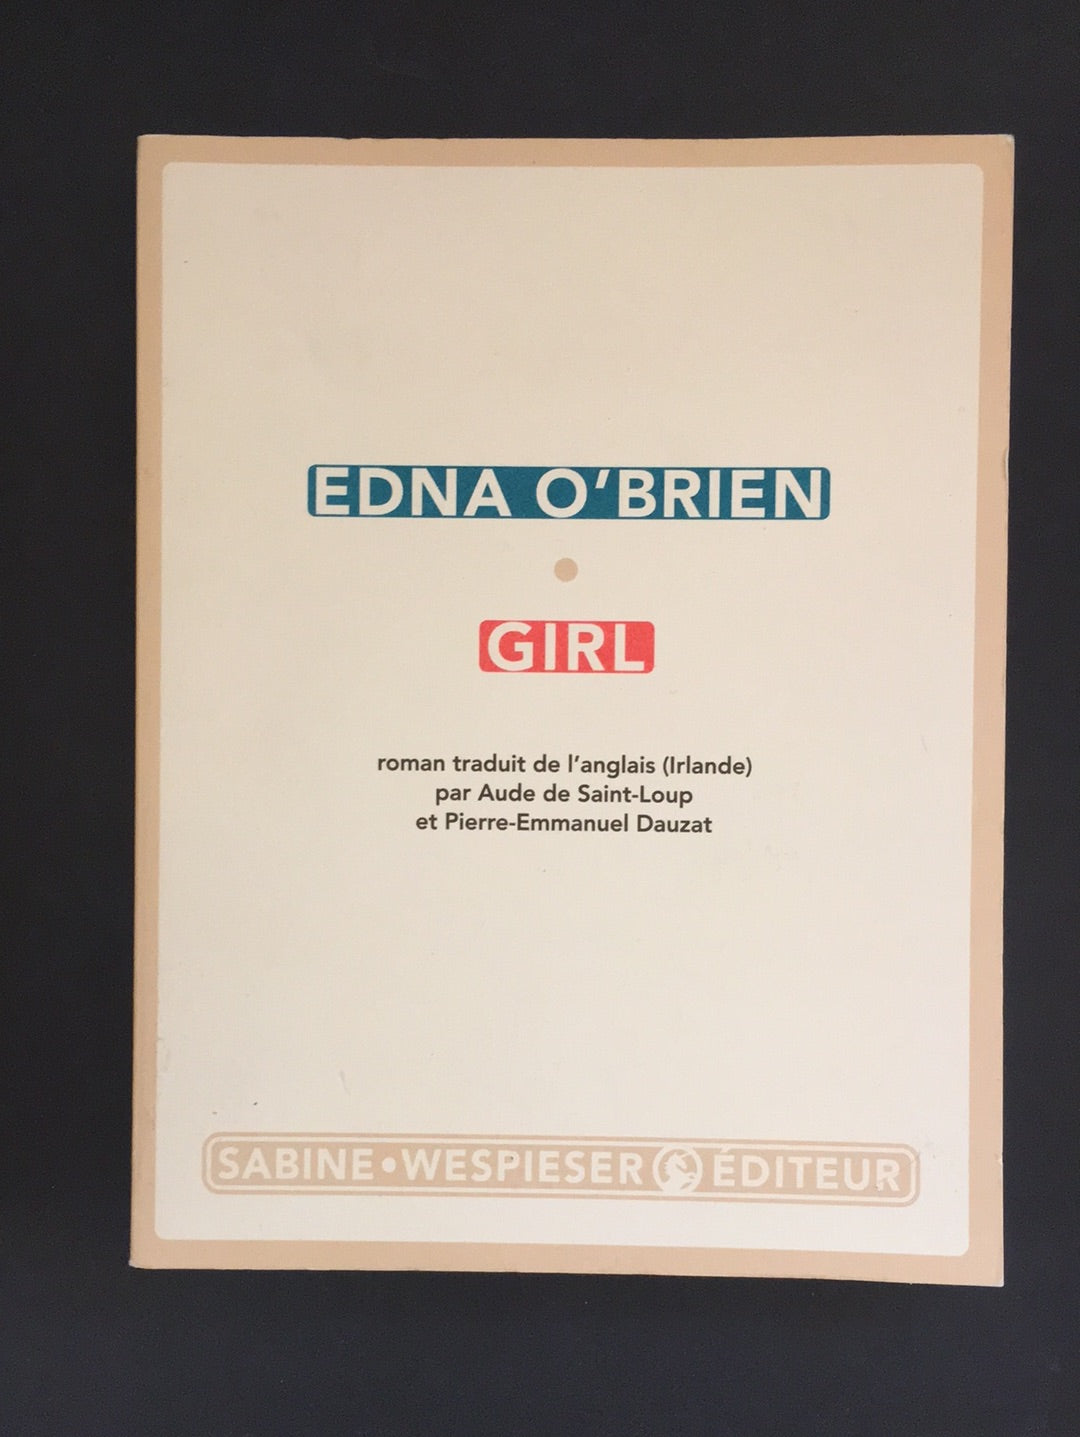 EDNA O'BRIEN
GIRL
roman traduit de l'anglais (Irlande)
par Aude de Saint-Loup
et Pierre-Emmanuel Dauzat
SABINE•WESPIESER ÉDITEUR